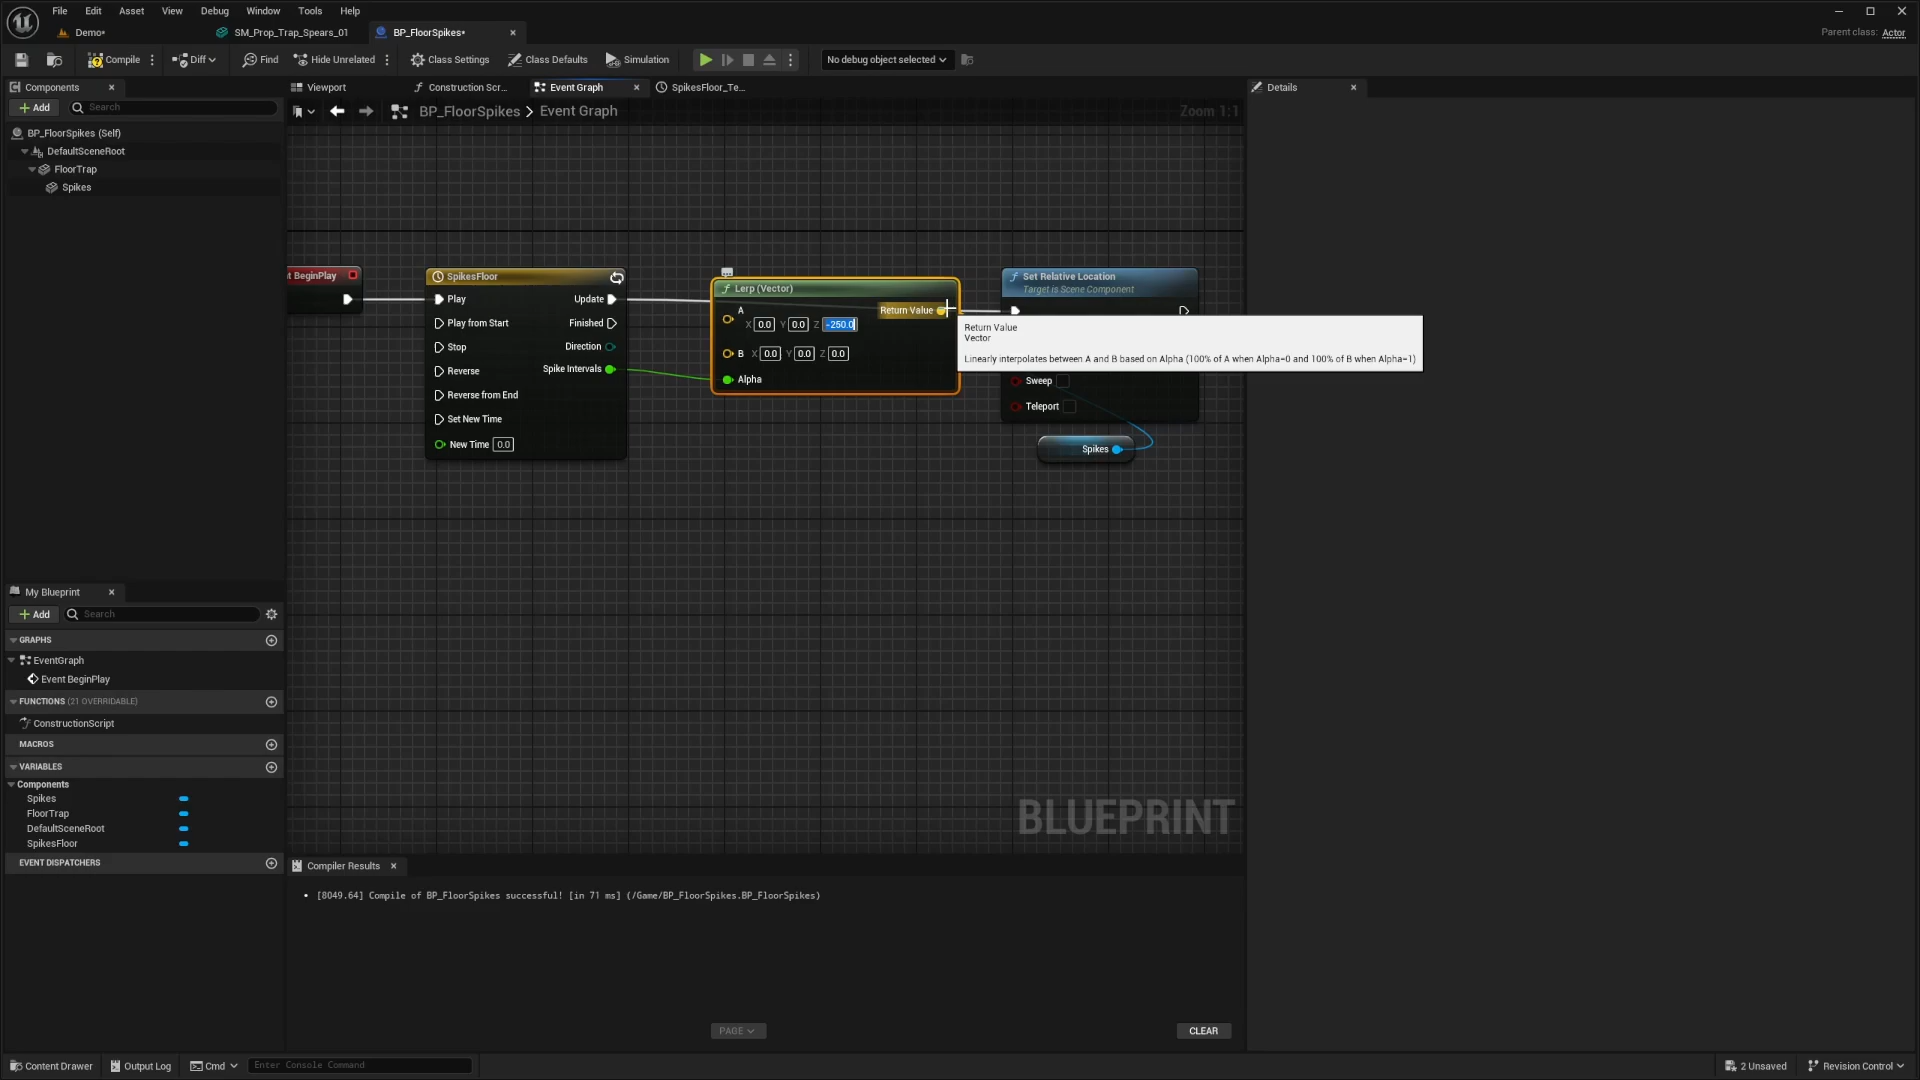 File Edit Asset View Debug Window Tools Help
Demo•
SM_Prop_Trap_Spears_01
BP_FloorSpikes•
Parent class: Actor
Compile
Diff
Find
Hide Unrelated
Class Settings
Class Defaults
Simulation
No debug object selected
Components
Add
Search
BP_FloorSpikes (Self)
DefaultSceneRoot
FloorTrap
Spikes
Viewport
Construction Scr...
Event Graph
SpikesFloor_Te...
BP_FloorSpikes > Event Graph
Zoom 1:1
t BeginPlay
SpikesFloor
Play
Update
Play from Start
Finished
Stop
Direction
Reverse
Spike Intervals
Reverse from End
Set New Time
New Time 0.0
Lerp (Vector)
A
X 0.0 Y 0.0 Z -250.0
Return Value
B X 0.0 Y 0.0 Z 0.0
Alpha
Set Relative Location
Target is Scene Component
Return Value
Vector
Linearly interpolates between A and B based on Alpha (100% of A when Alpha=0 and 100% of B when Alpha=1)
Sweep
Teleport
Spikes
BLUEPRINT
Details
My Blueprint
Add
Search
GRAPHS
EventGraph
Event BeginPlay
FUNCTIONS (21 OVERRIDABLE)
ConstructionScript
MACROS
VARIABLES
Components
Spikes
FloorTrap
DefaultSceneRoot
SpikesFloor
EVENT DISPATCHERS
Compiler Results
• [8049.64] Compile of BP_FloorSpikes successful! [in 71 ms] (/Game/BP_FloorSpikes.BP_FloorSpikes)
PAGE
CLEAR
Content Drawer
Output Log
Cmd
Enter Console Command
2 Unsaved
Revision Control